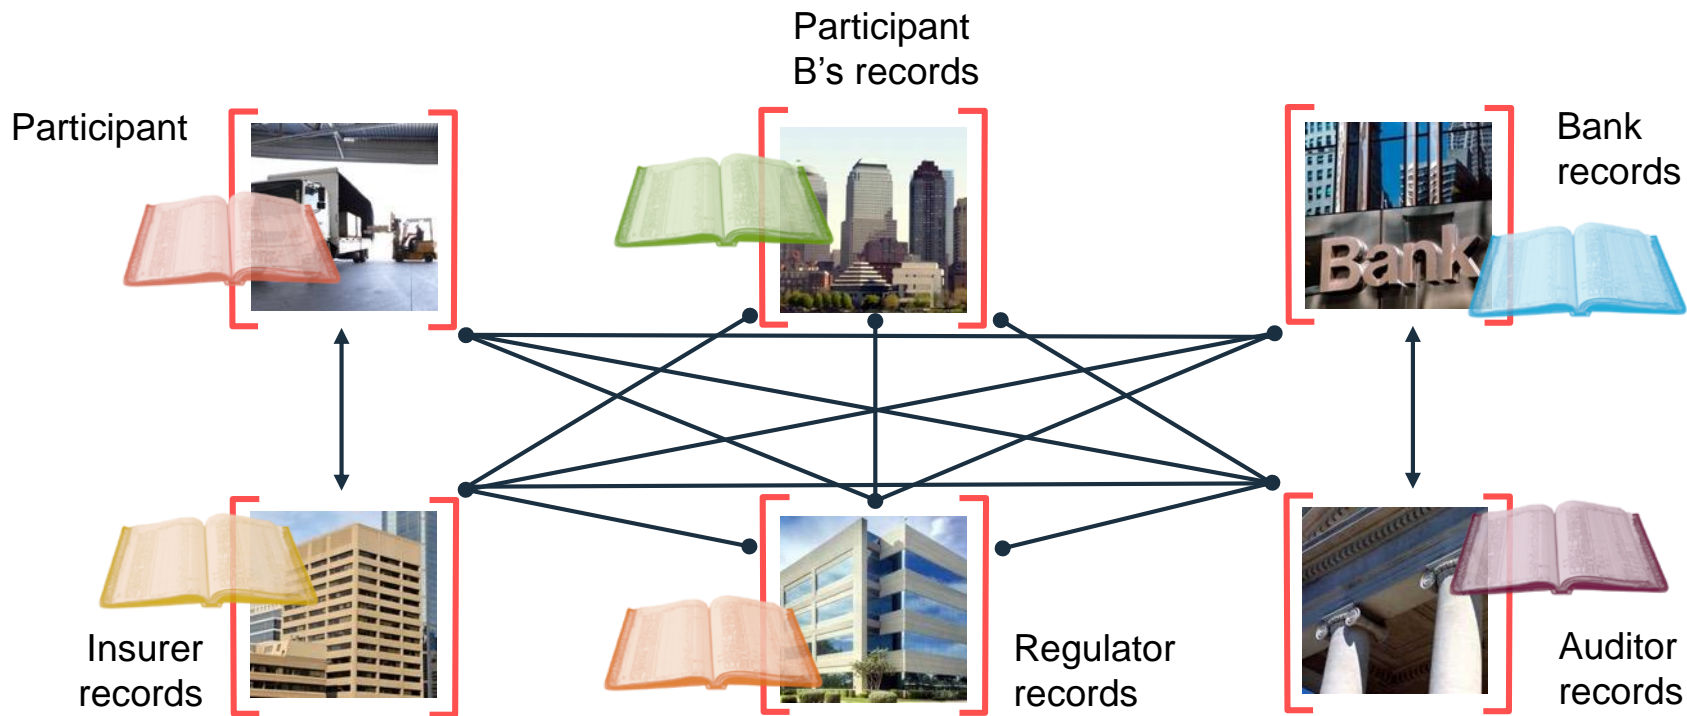 Participant
B's records
Participant
Bank
records
Bank
Insurer
records
Regulator
records
Auditor
records